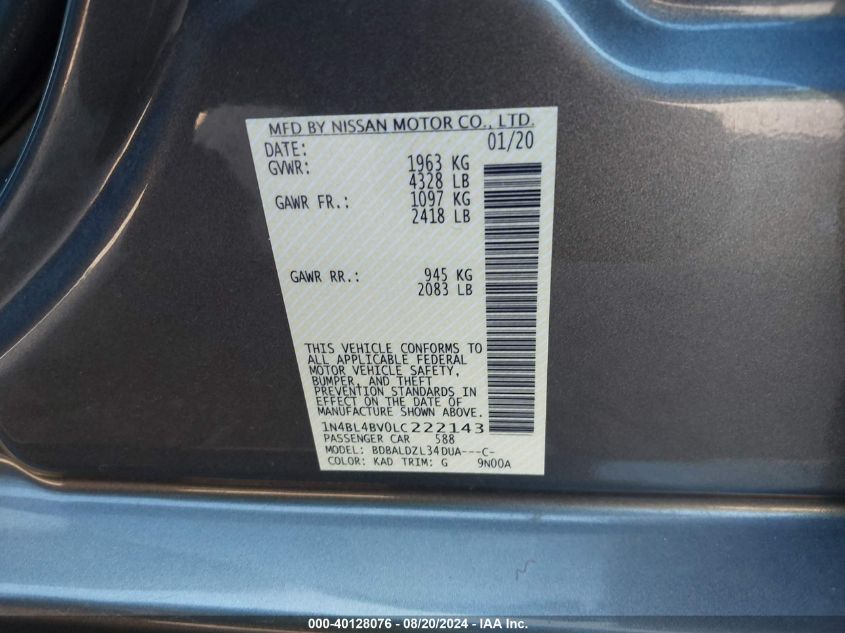 MFD BY NISSAN MOTOR CO., LTD.
DATE: 01/20
GVWR: 1963 KG
4328 LB
GAWR FR.: 1097 KG
2418 LB
GAWR RR.: 945 KG
2083 LB
THIS VEHICLE CONFORMS TO
ALL APPLICABLE FEDERAL
MOTOR VEHICLE SAFETY,
BUMPER, AND THEFT
PREVENTION STANDARDS IN
EFFECT ON THE DATE OF
MANUFACTURE SHOWN ABOVE.
1N4BL4BV0LC222143
PASSENGER CAR 588
MODEL: BDBALDZL34DUA---C-
COLOR: KAD TRIM: G 9N00A
000-40128076 / 08/20/2024 - IAA Inc.